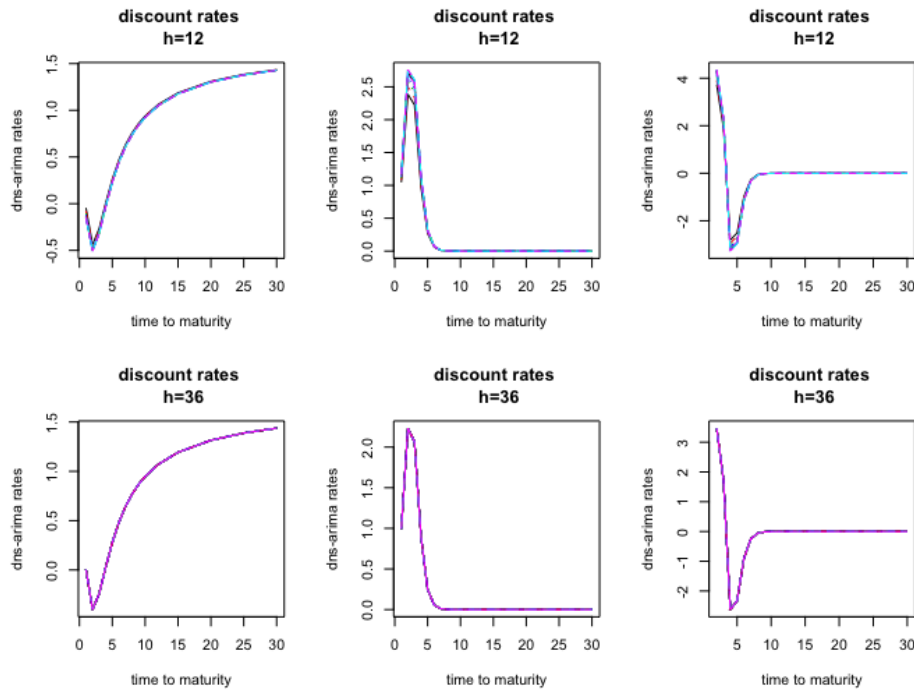 discount rates
h=12
dns-arima rates
1.5
1.0
0.5
0.0
-0.5
0 5 10 15 20 25 30
time to maturity
discount rates
h=12
dns-arima rates
2.5
2.0
1.5
1.0
0.5
0.0
0 5 10 15 20 25 30
time to maturity
discount rates
h=12
dns-arima rates
4
2
0
-2
5 10 15 20 25 30
time to maturity
discount rates
h=36
dns-arima rates
1.5
1.0
0.5
0.0
0 5 10 15 20 25 30
time to maturity
discount rates
h=36
dns-arima rates
2.0
1.5
1.0
0.5
0.0
0 5 10 15 20 25 30
time to maturity
discount rates
h=36
dns-arima rates
3
2
1
0
-1
-2
5 10 15 20 25 30
time to maturity